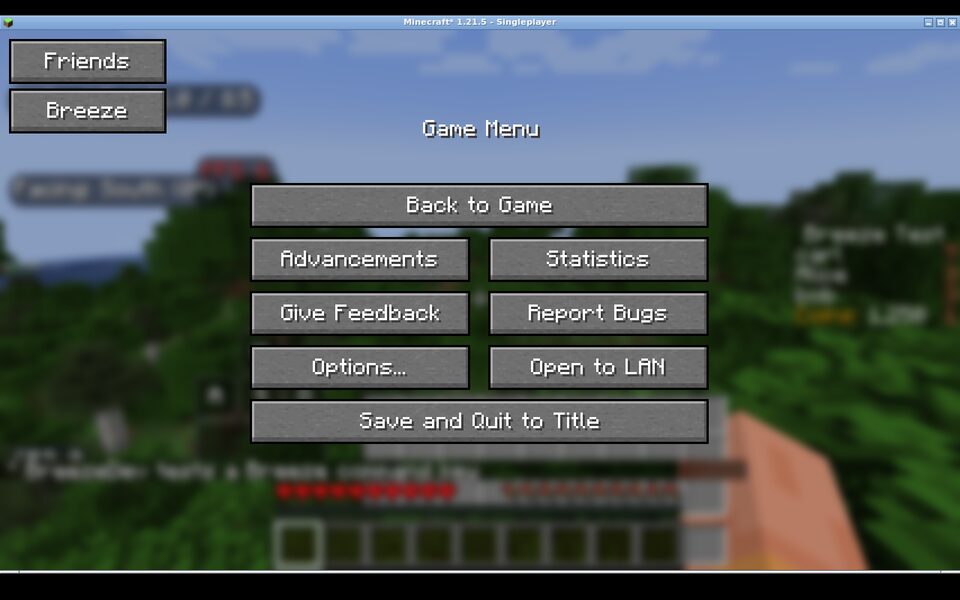 Minecraft* 1.21.5 - Singleplayer
Friends
Breeze
Game Menu
Back to Game
Advancements
Statistics
Give Feedback
Report Bugs
Options...
Open to LAN
Save and Quit to Title